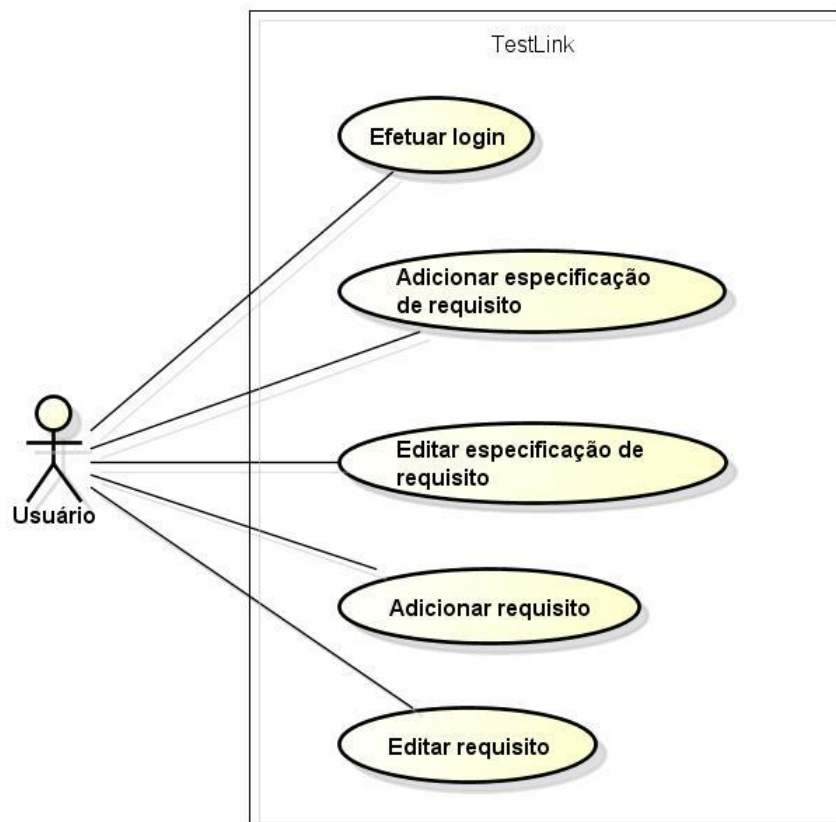 TestLink
Efetuar login
Adicionar especificação
de requisito
Editar especificação de
requisito
Usuário
Adicionar requisito
Editar requisito